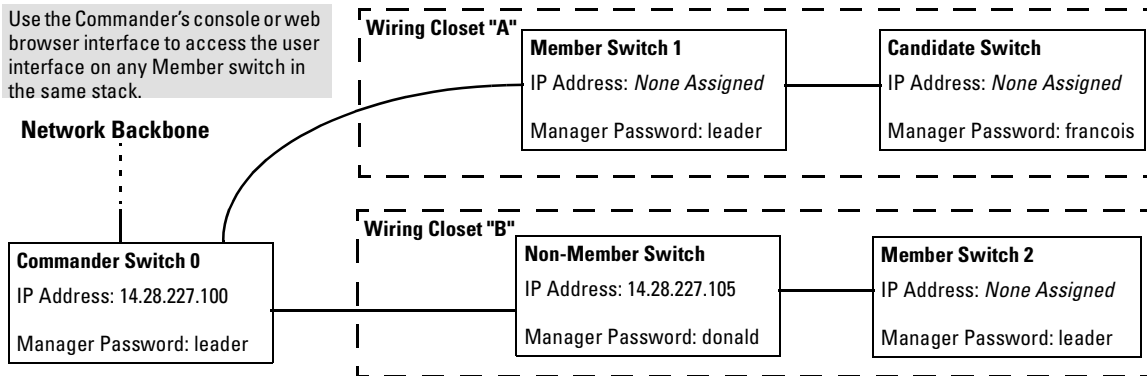 Use the Commander's console or web
browser interface to access the user
interface on any Member switch in
the same stack.
Network Backbone
Commander Switch 0
IP Address: 14.28.227.100
Manager Password: leader
Wiring Closet "A"
Member Switch 1
IP Address: None Assigned
Manager Password: leader
Candidate Switch
IP Address: None Assigned
Manager Password: francois
Wiring Closet "B"
Non-Member Switch
IP Address: 14.28.227.105
Manager Password: donald
Member Switch 2
IP Address: None Assigned
Manager Password: leader